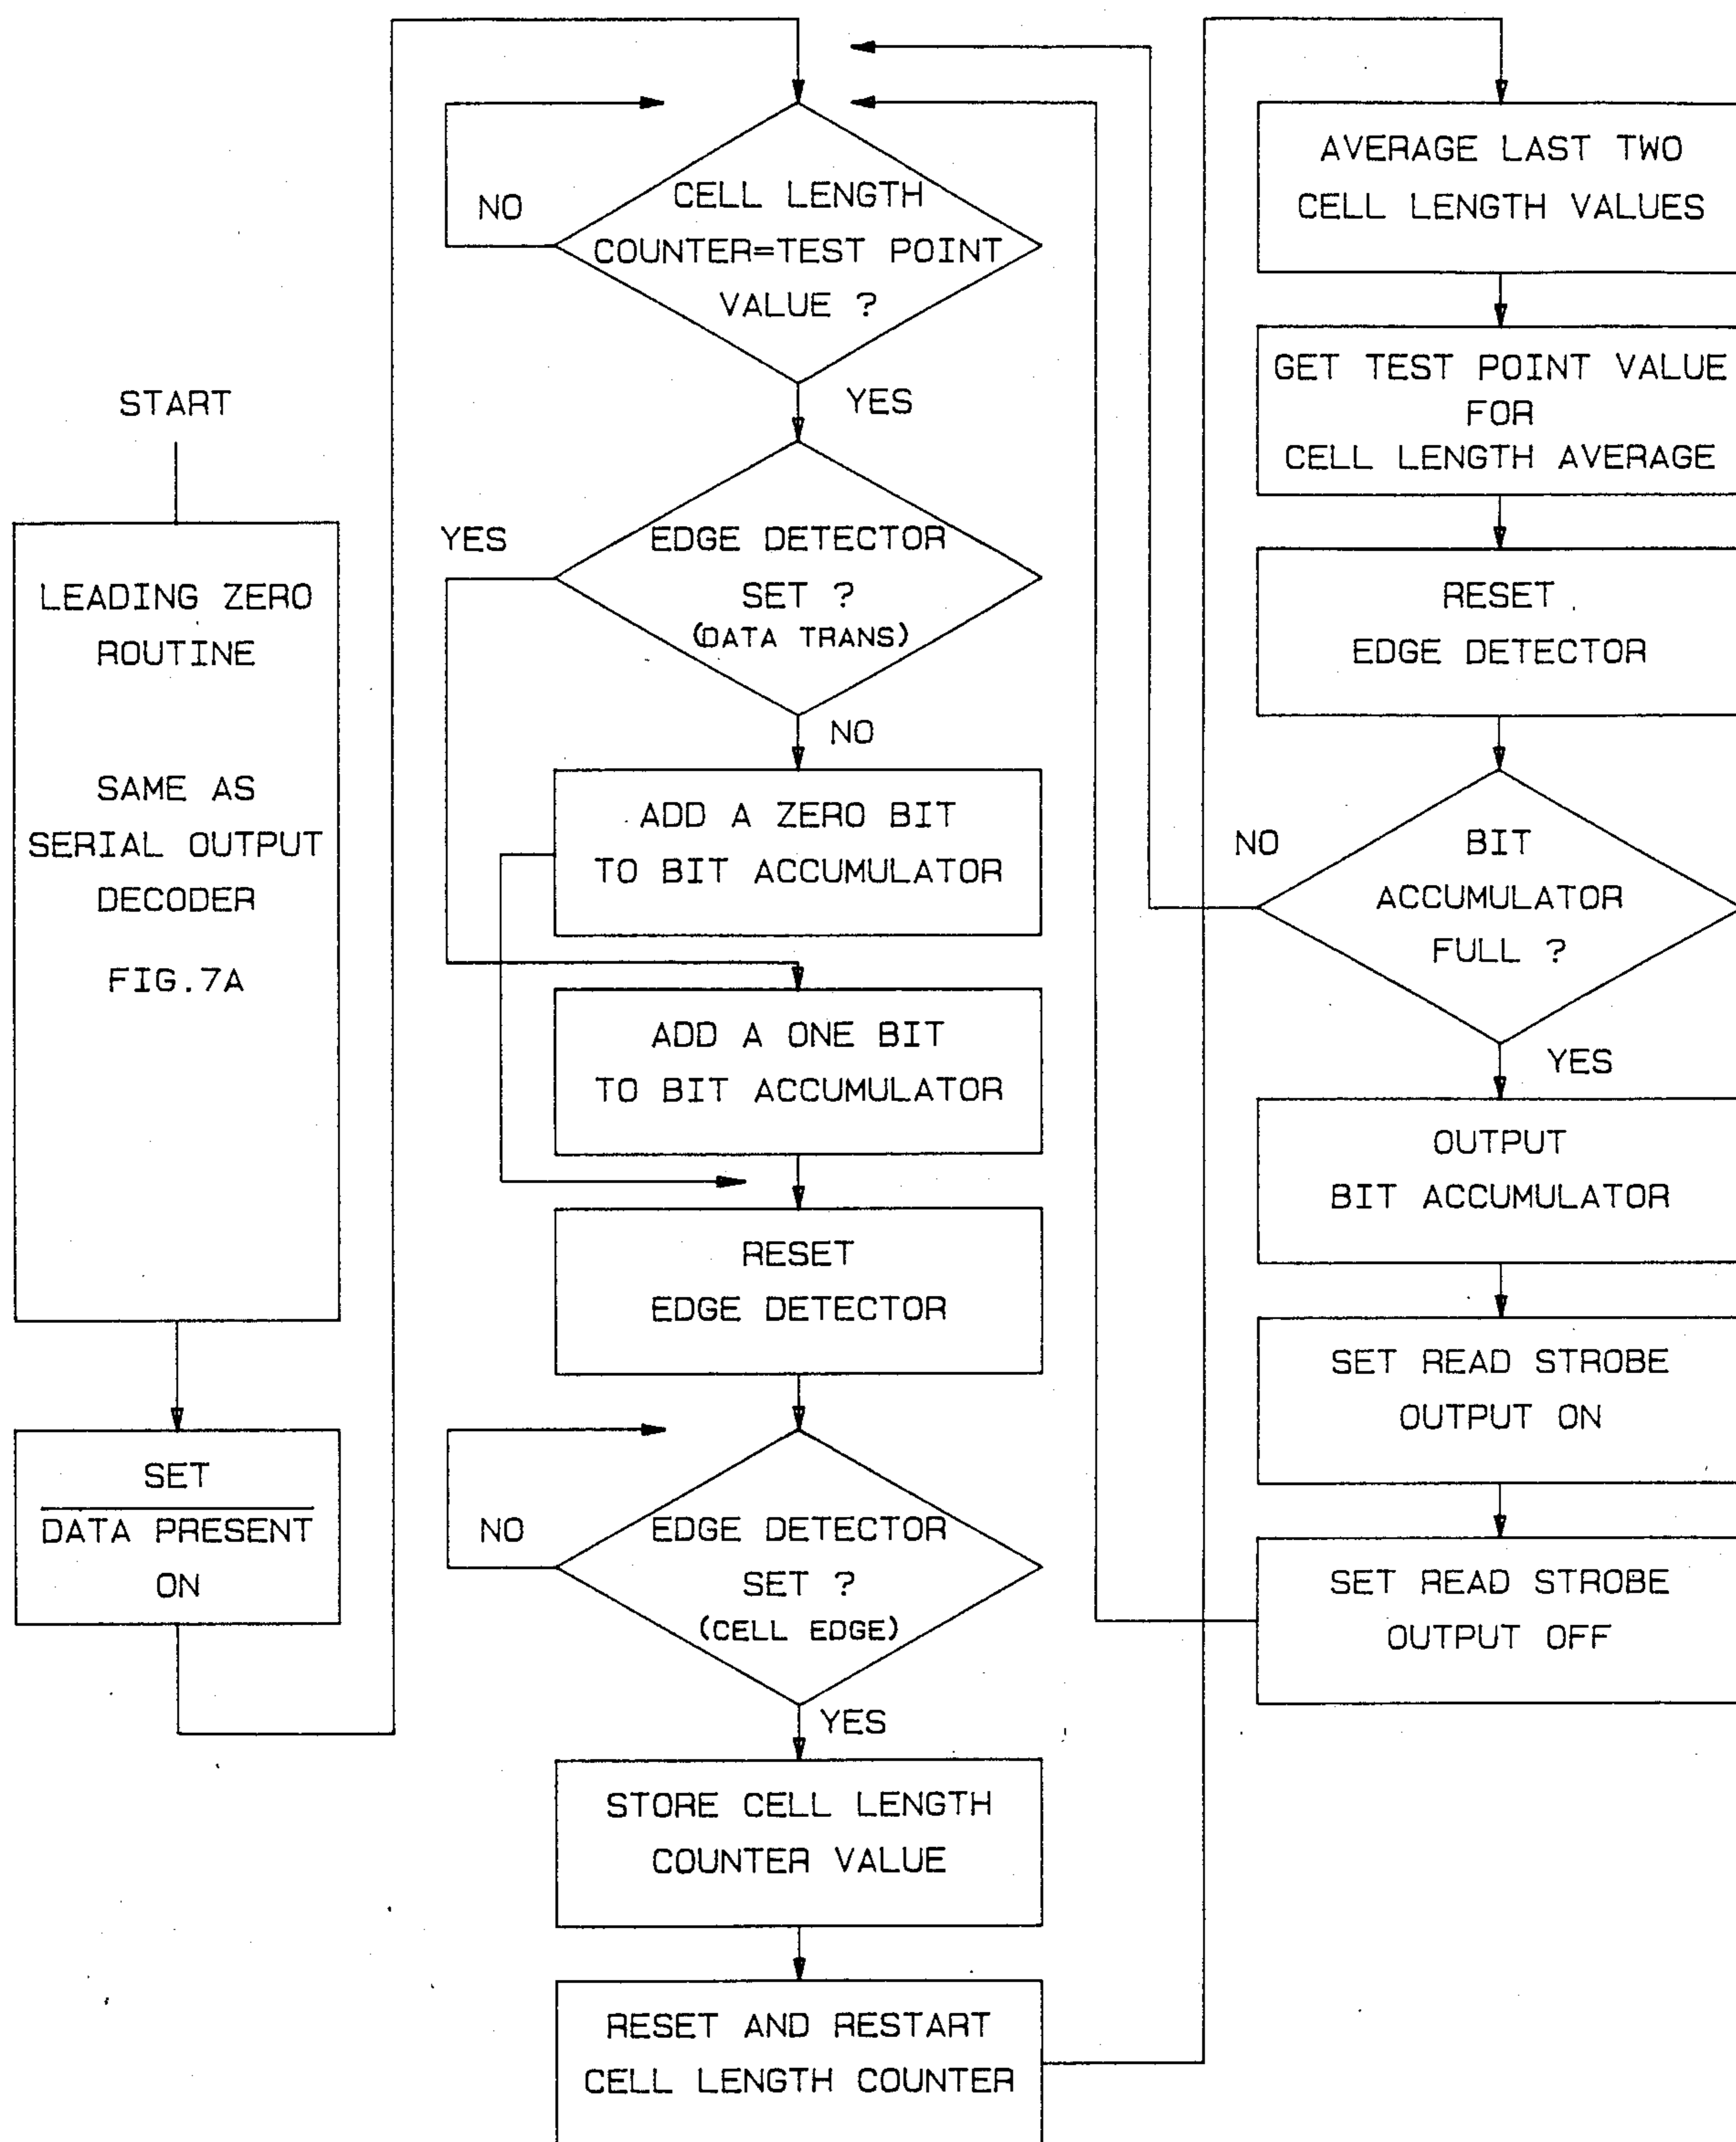 START
LEADING ZERO
ROUTINE
SAME AS
SERIAL OUTPUT
DECODER
FIG.7A
SET
DATA PRESENT
ON
CELL LENGTH
COUNTER=TEST POINT
VALUE ?
NO
YES
EDGE DETECTOR
SET ?
(DATA TRANS)
YES
NO
ADD A ZERO BIT
TO BIT ACCUMULATOR
ADD A ONE BIT
TO BIT ACCUMULATOR
RESET
EDGE DETECTOR
EDGE DETECTOR
SET ?
(CELL EDGE)
NO
YES
STORE CELL LENGTH
COUNTER VALUE
RESET AND RESTART
CELL LENGTH COUNTER
AVERAGE LAST TWO
CELL LENGTH VALUES
GET TEST POINT VALUE
FOR
CELL LENGTH AVERAGE
RESET
EDGE DETECTOR
BIT
ACCUMULATOR
FULL ?
NO
YES
OUTPUT
BIT ACCUMULATOR
SET READ STROBE
OUTPUT ON
SET READ STROBE
OUTPUT OFF